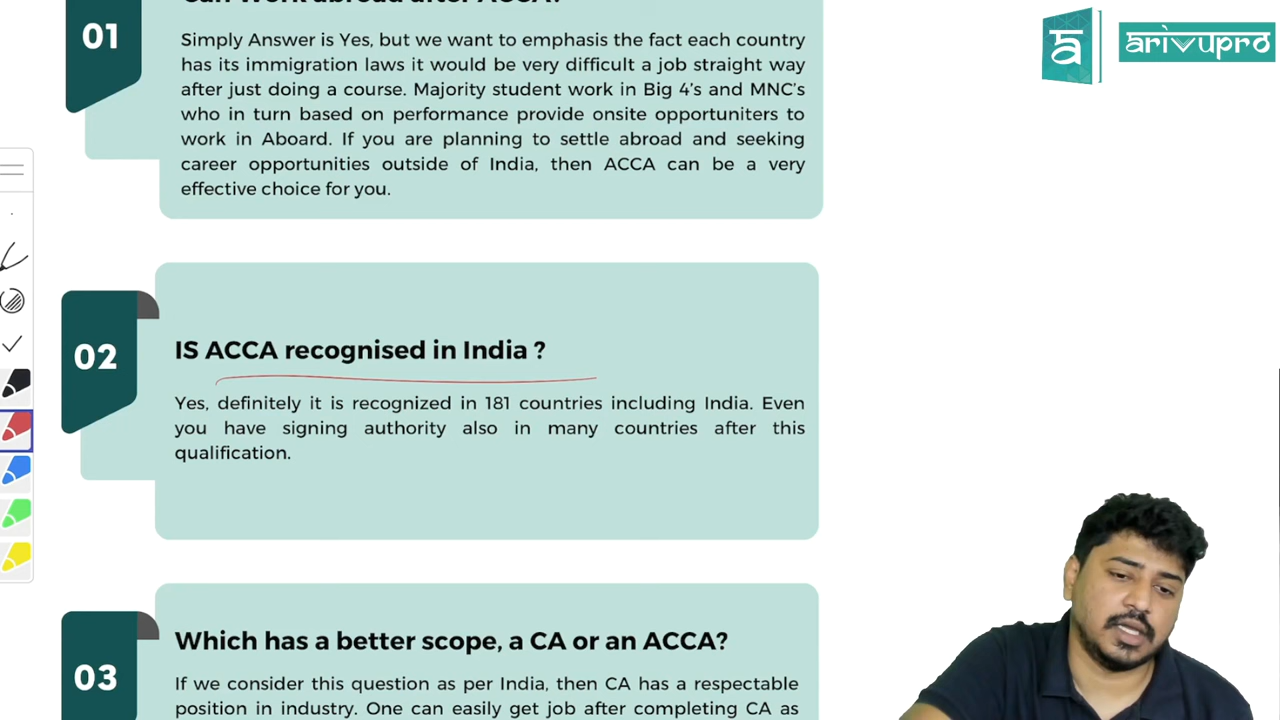 Can Work abroad after ACCA?
01
Simply Answer is Yes, but we want to emphasis the fact each country
has its immigration laws it would be very difficult a job straight way
after just doing a course. Majority student work in Big 4's and MNC's
who in turn based on performance provide onsite opportuniters to
work in Aboard. If you are planning to settle abroad and seeking
career opportunities outside of India, then ACCA can be a very
effective choice for you.
a
arivupro
02
IS ACCA recognised in India ?
Yes, definitely it is recognized in 181 countries including India. Even
you have signing authority also in many countries after this
qualification.
03
Which has a better scope, a CA or an ACCA?
If we consider this question as per India, then CA has a respectable
position in industry. One can easily get job after completing CA as